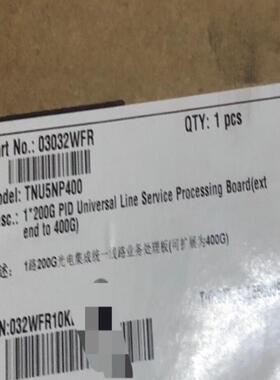 art No.: 03032WFR
QTY: 1 pcs
odel: TNU5NP400
sc.: 1*200G PID Universal Line Service Processing Board(ext
end to 400G)
述: 1路200G光电集成统一线路业务处理板(可扩展为400G)
N:032WFR10K